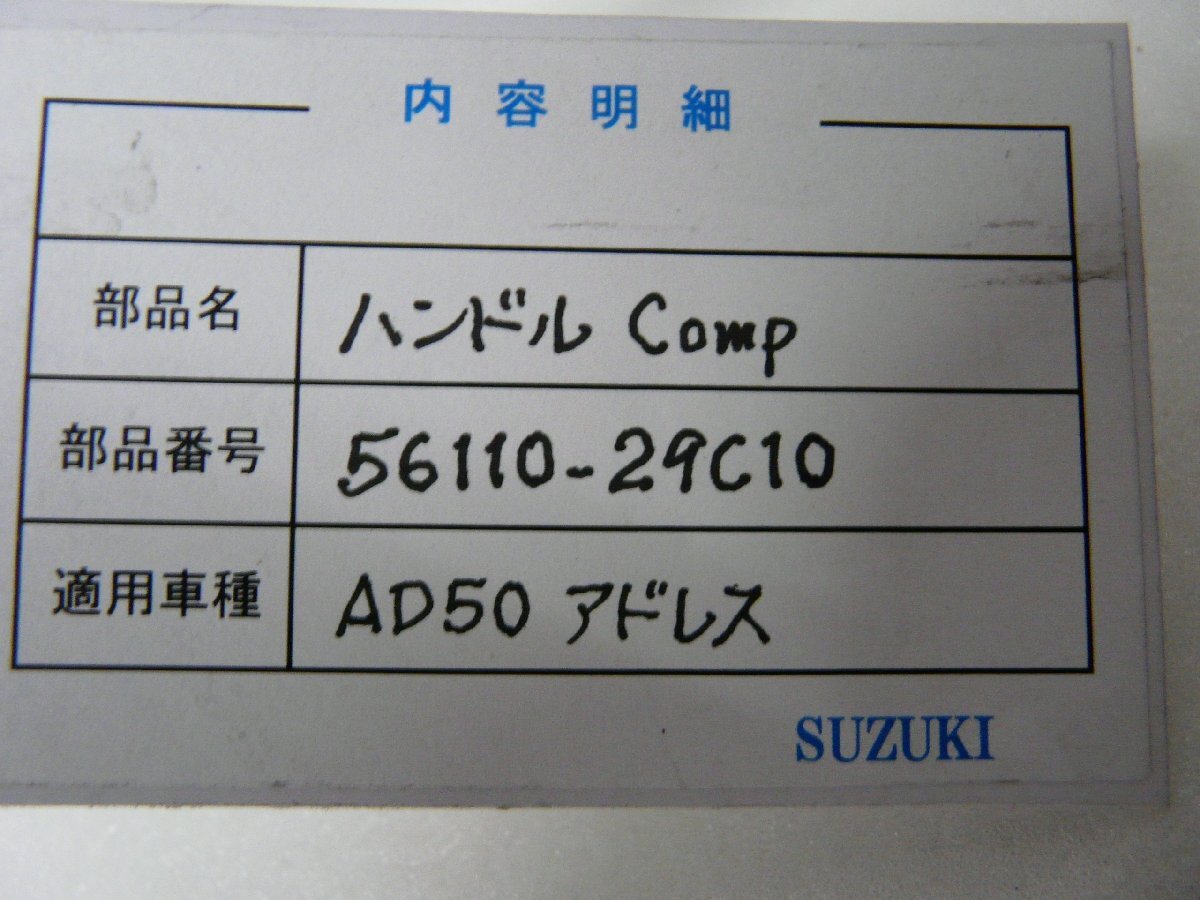 内容明細
部品名 ハンドル Comp
部品番号 56110-29C10
適用車種 AD50 アドレス
SUZUKI